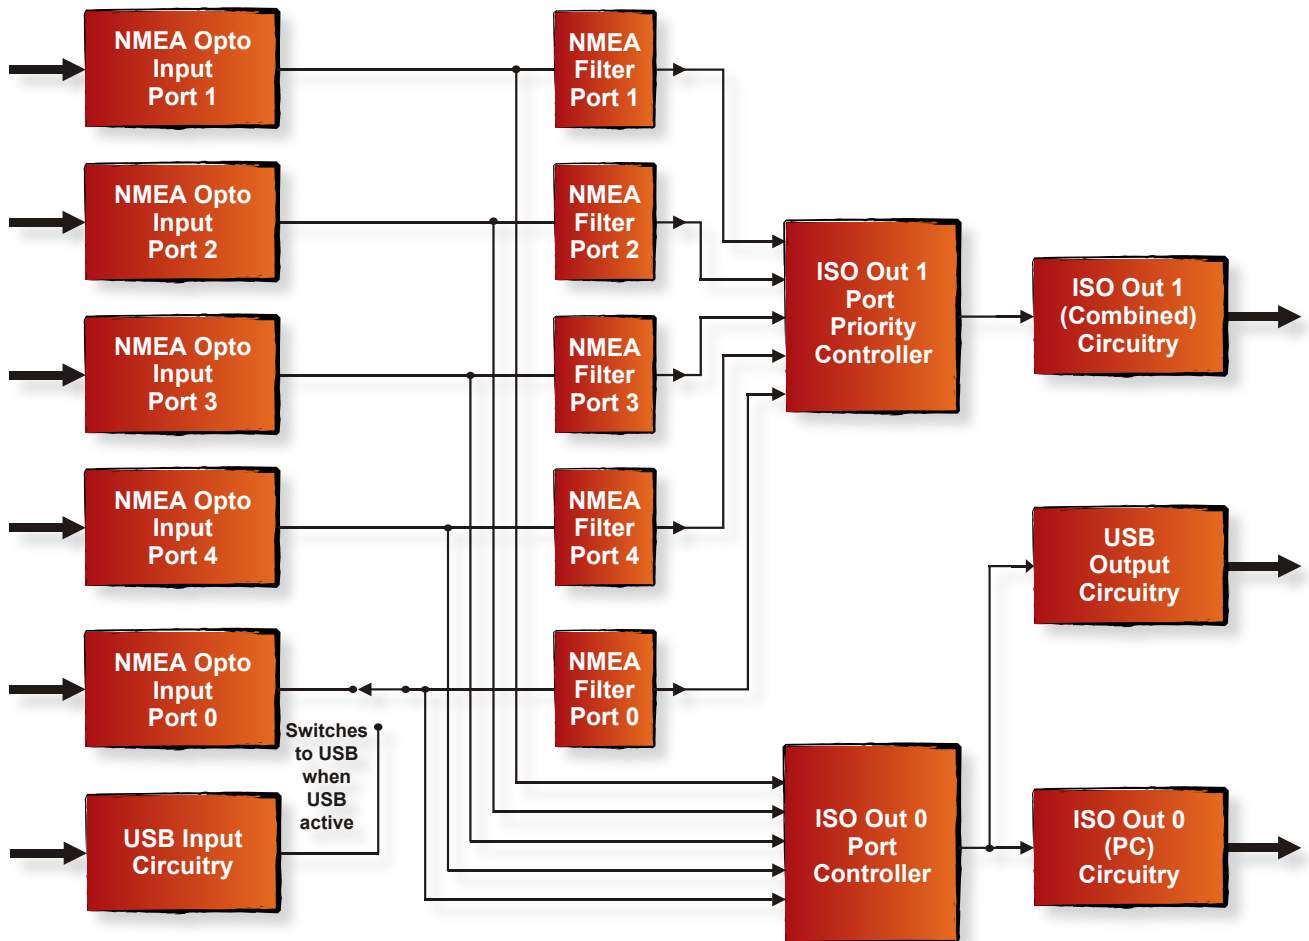 NMEA Opto
Input
Port 1
NMEA
Filter
Port 1
NMEA Opto
Input
Port 2
NMEA
Filter
Port 2
ISO Out 1
Port
Priority
Controller
ISO Out 1
(Combined)
Circuitry
NMEA Opto
Input
Port 3
NMEA
Filter
Port 3
NMEA Opto
Input
Port 4
NMEA
Filter
Port 4
USB
Output
Circuitry
NMEA Opto
Input
Port 0
NMEA
Filter
Port 0
Switches
to USB
when
USB
active
USB Input
Circuitry
ISO Out 0
Port
Controller
ISO Out 0
(PC)
Circuitry